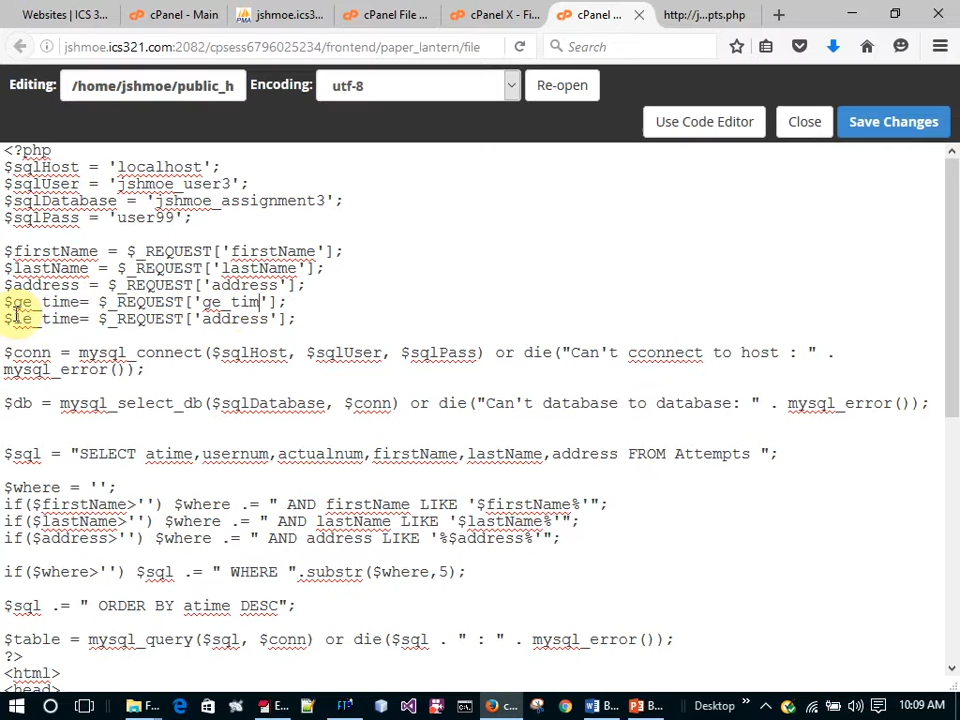 Websites | ICS 3...
cPanel - Main
jshmoe.ics3...
cPanel File ...
cPanel X - Fi...
cPanel ...
http://j...pts.php
jshmoe.ics321.com:2082/cpsess6796025234/frontend/paper_lantern/file
Search
Editing:
/home/jshmoe/public_h
Encoding:
utf-8
Re-open
Use Code Editor
Close
Save Changes
<?php
$sqlHost = 'localhost';
$sqlUser = 'jshmoe_user3';
$sqlDatabase = 'jshmoe_assignment3';
$sqlPass = 'user99';
$firstName = $_REQUEST['firstName'];
$lastName = $_REQUEST['lastName'];
$address = $_REQUEST['address'];
$ge_time= $_REQUEST['ge_tim'];
$le_time= $_REQUEST['address'];
$conn = mysql_connect($sqlHost, $sqlUser, $sqlPass) or die("Can't cconnect to host : " .
mysql_error());
$db = mysql_select_db($sqlDatabase, $conn) or die("Can't database to database: " . mysql_error());
$sql = "SELECT atime,usernum,actualnum,firstName,lastName,address FROM Attempts ";
$where = '';
if($firstName>'') $where .= " AND firstName LIKE '$firstName%'";
if($lastName>'') $where .= " AND lastName LIKE '$lastName%'";
if($address>'') $where .= " AND address LIKE '%$address%'";
if($where>'') $sql .= " WHERE ".substr($where,5);
$sql .= " ORDER BY atime DESC";
$table = mysql_query($sql, $conn) or die($sql . " : " . mysql_error());
?>
<html>
<head>
F...
E...
c...
B...
B...
Desktop
10:09 AM